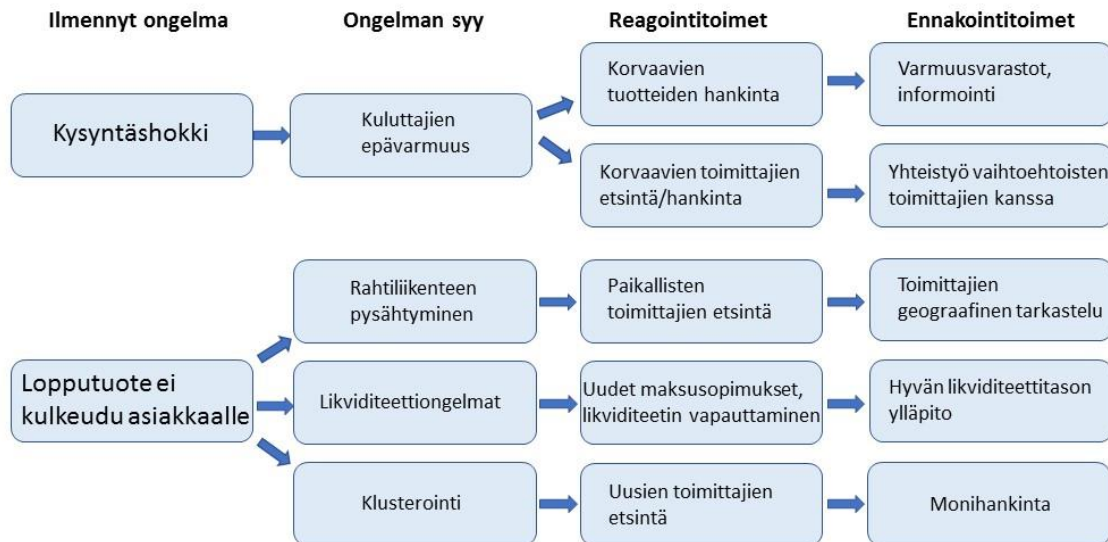 Ilmennyt ongelma
Ongelman syy
Reagointitoimet
Ennakointitoimet
Kysyntäshokki
Kuluttajien
epävarmuus
Korvaavien
tuotteiden hankinta
Varmuusvarastot,
informointi
Korvaavien toimittajien
etsintä/hankinta
Yhteistyö vaihtoehtoisten
toimittajien kanssa
Lopputuote ei
kulkeudu asiakkaalle
Rahtiliikenteen
pysähtyminen
Paikallisten
toimittajien etsintä
Toimittajien
geograafinen tarkastelu
Likviditeettiongelmat
Uudet maksusopimukset,
likviditeetin vapauttaminen
Hyvän likviditeettitason
ylläpito
Klusterointi
Uusien toimittajien
etsintä
Monihankinta